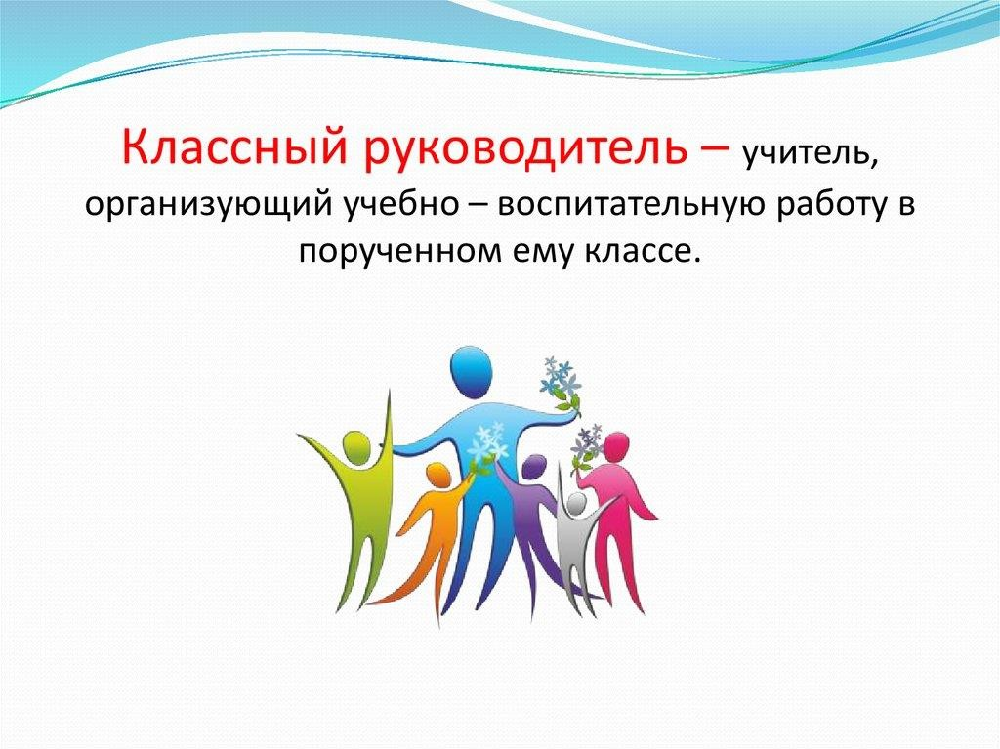 Классный руководитель – учитель,
организующий учебно – воспитательную работу в
порученном ему классе.